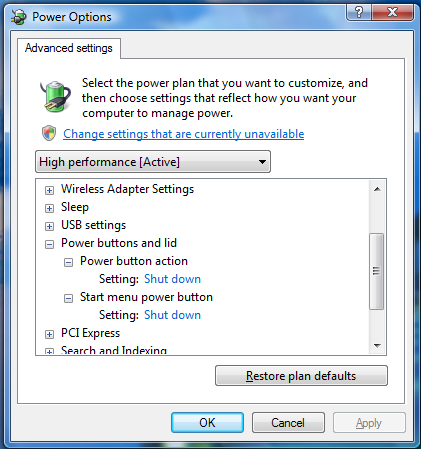 Power Options
?
Advanced settings
Select the power plan that you want to customize, and
then choose settings that reflect how you want your
computer to manage power.
Change settings that are currently unavailable
High performance [Active]
Wireless Adapter Settings
Sleep
USB settings
Power buttons and lid
Power button action
Setting: Shut down
Start menu power button
Setting: Shut down
PCI Express
Search and Indexing
Restore plan defaults
OK Cancel Apply